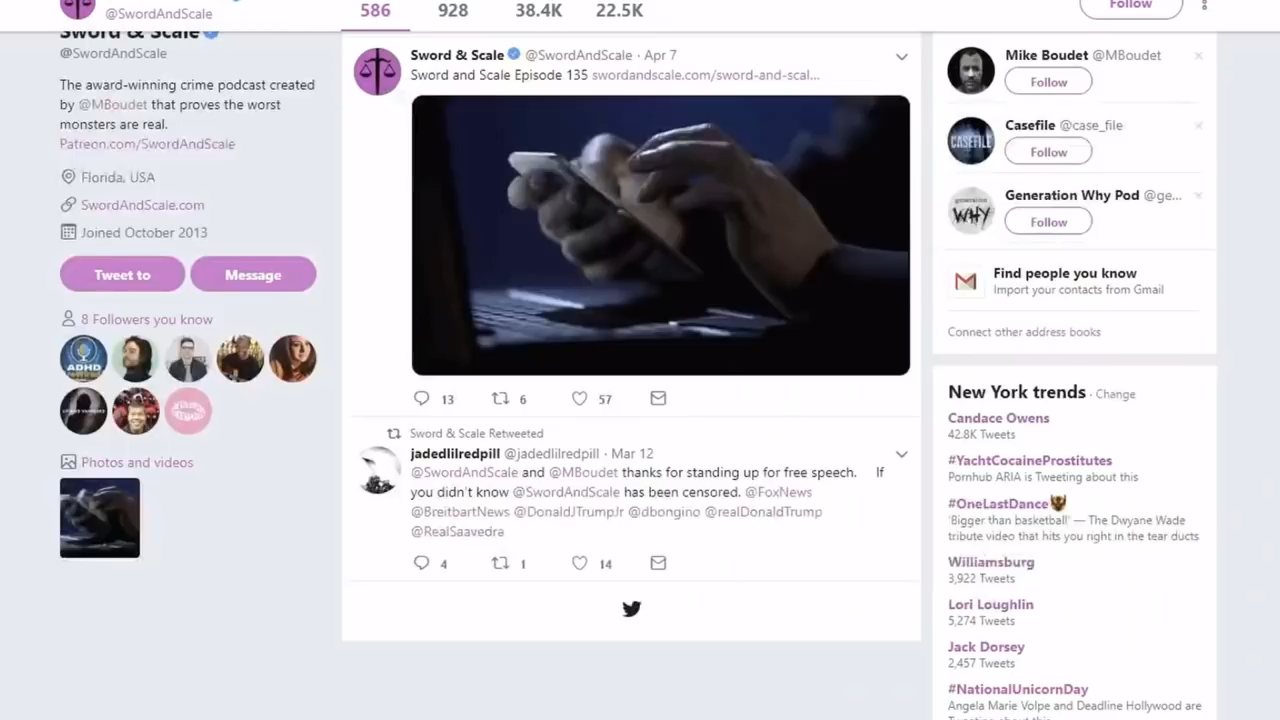 @SwordAndScale
586 928 38.4K 22.5K
Follow
Sword & Scale
@SwordAndScale
The award-winning crime podcast created
by @MBoudet that proves the worst
monsters are real.
Patreon.com/SwordAndScale
Florida, USA
SwordAndScale.com
Joined October 2013
Tweet to Message
8 Followers you know
ADHD
Photos and videos
Sword & Scale @SwordAndScale · Apr 7
Sword and Scale Episode 135 swordandscale.com/sword-and-scal...
13 6 57
Sword & Scale Retweeted
jadedlilredpill @jadedlilredpill · Mar 12
@SwordAndScale and @MBoudet thanks for standing up for free speech. If
you didn't know @SwordAndScale has been censored. @FoxNews
@BreitbartNews @DonaldJTrumpJr @dbongino @realDonaldTrump
@RealSaavedra
4 1 14
Mike Boudet @MBoudet
Follow
Casefile @case_file
CASEFILE
Follow
Generation Why Pod @ge...
generation
WHY
Follow
Find people you know
Import your contacts from Gmail
Connect other address books
New York trends · Change
Candace Owens
42.8K Tweets
#YachtCocaineProstitutes
Pornhub ARIA is Tweeting about this
#OneLastDance
'Bigger than basketball' — The Dwyane Wade
tribute video that hits you right in the tear ducts
Williamsburg
3,922 Tweets
Lori Loughlin
5,274 Tweets
Jack Dorsey
2,457 Tweets
#NationalUnicornDay
Angela Marie Volpe and Deadline Hollywood are
Tweeting about this